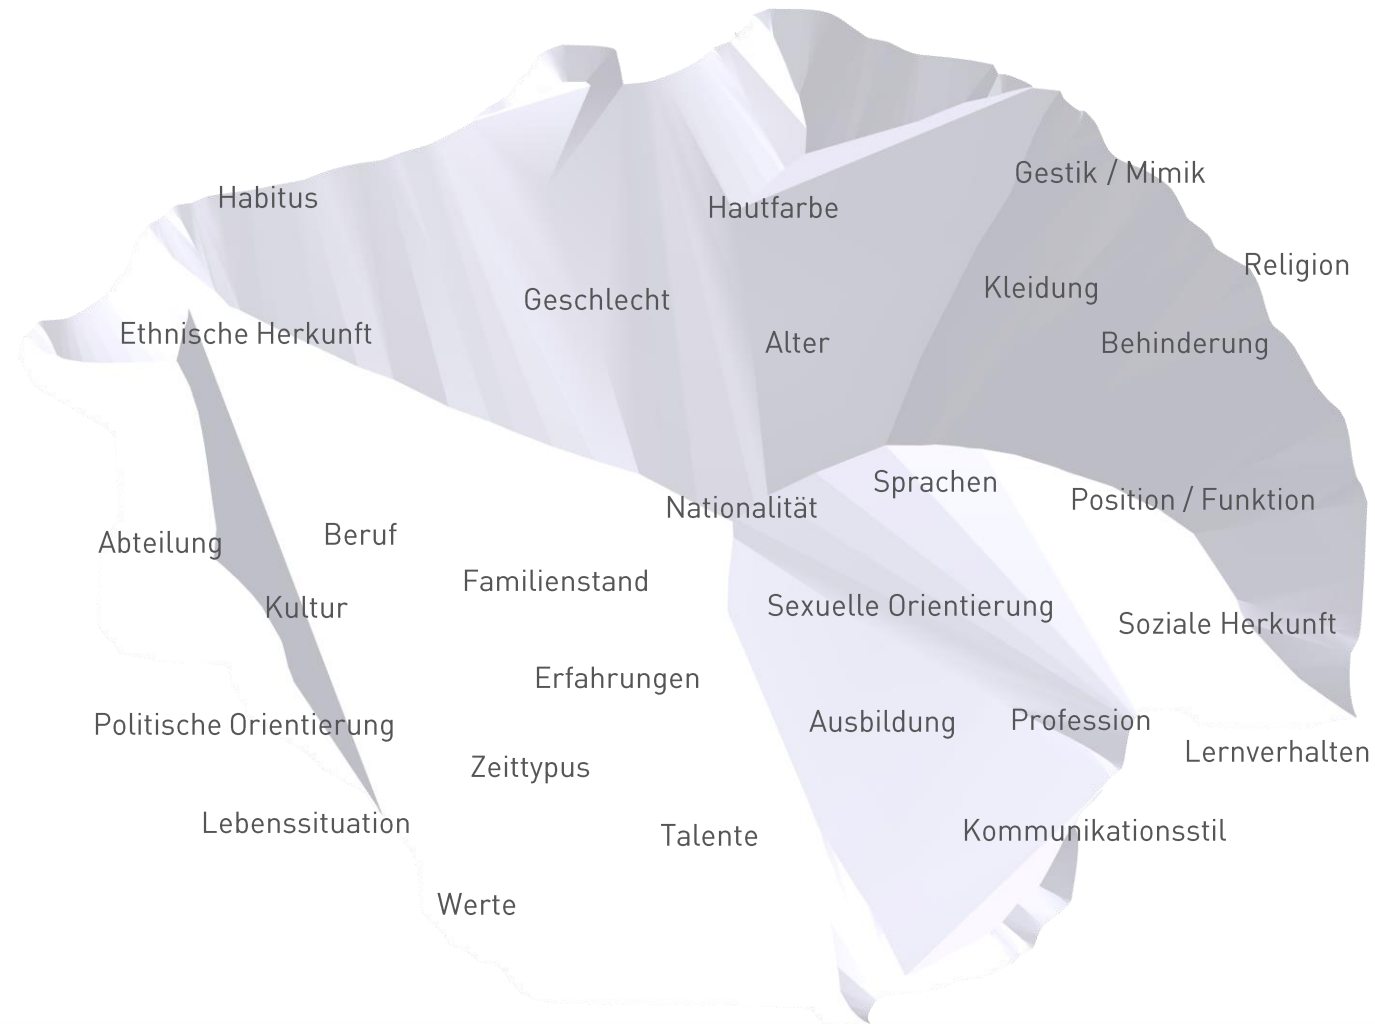 Gestik / Mimik
Habitus
Hautfarbe
Religion
Kleidung
Geschlecht
Ethnische Herkunft
Alter
Behinderung
Sprachen
Position / Funktion
Nationalität
Beruf
Abteilung
Familienstand
Sexuelle Orientierung
Kultur
Soziale Herkunft
Erfahrungen
Profession
Ausbildung
Politische Orientierung
Lernverhalten
Zeittypus
Lebenssituation
Kommunikationsstil
Talente
Werte